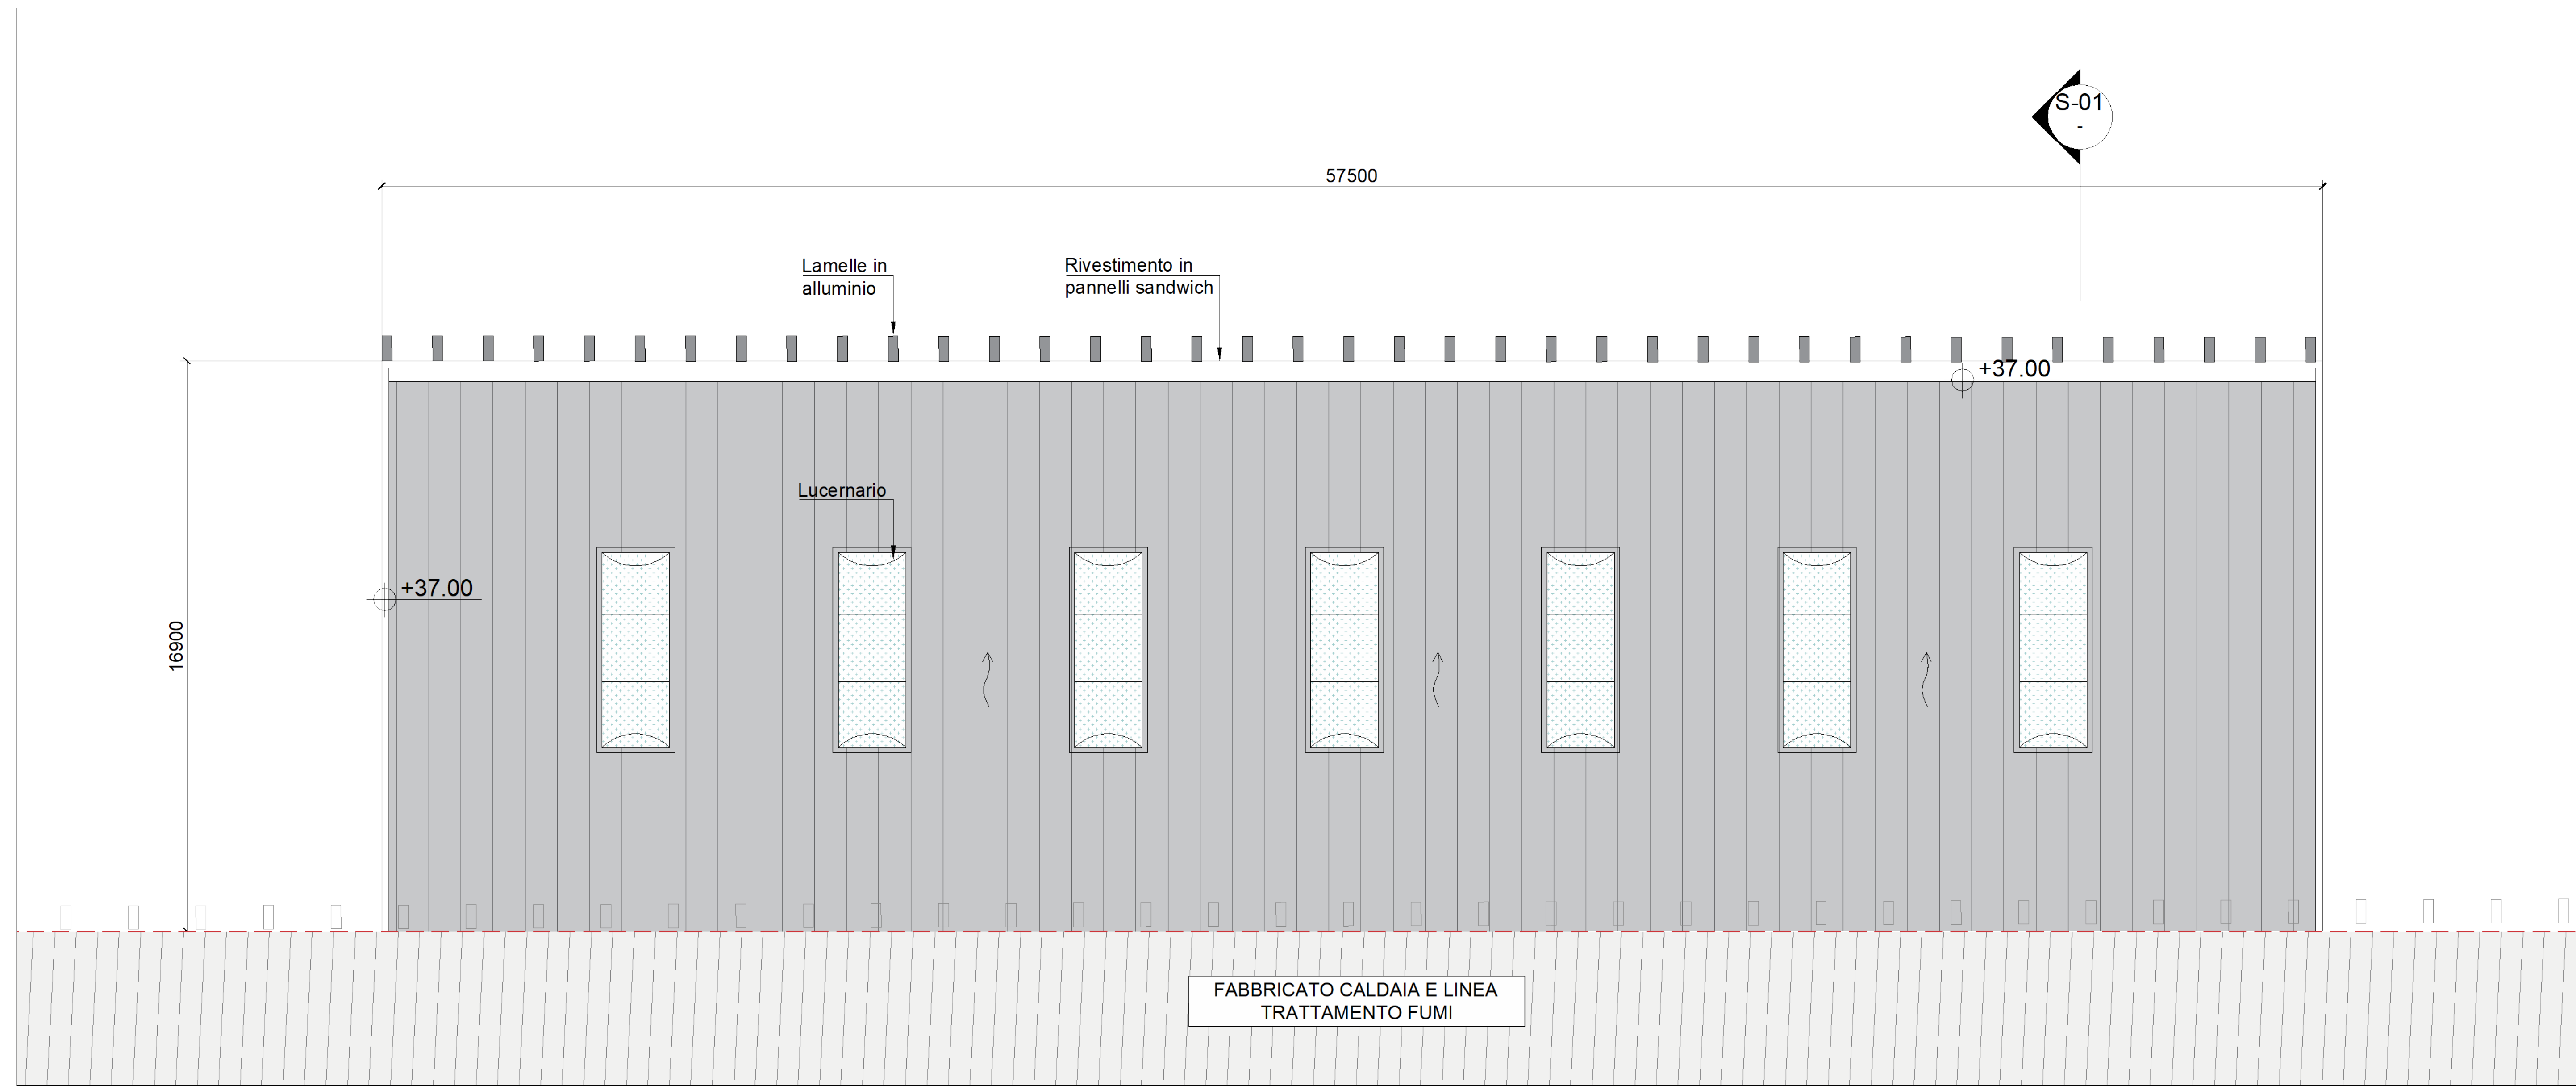 S-01
-
57500
Lamelle in
alluminio
Rivestimento in
pannelli sandwich
+37.00
Lucernario
+37.00
16900
FABBRICATO CALDAIA E LINEA
TRATTAMENTO FUMI